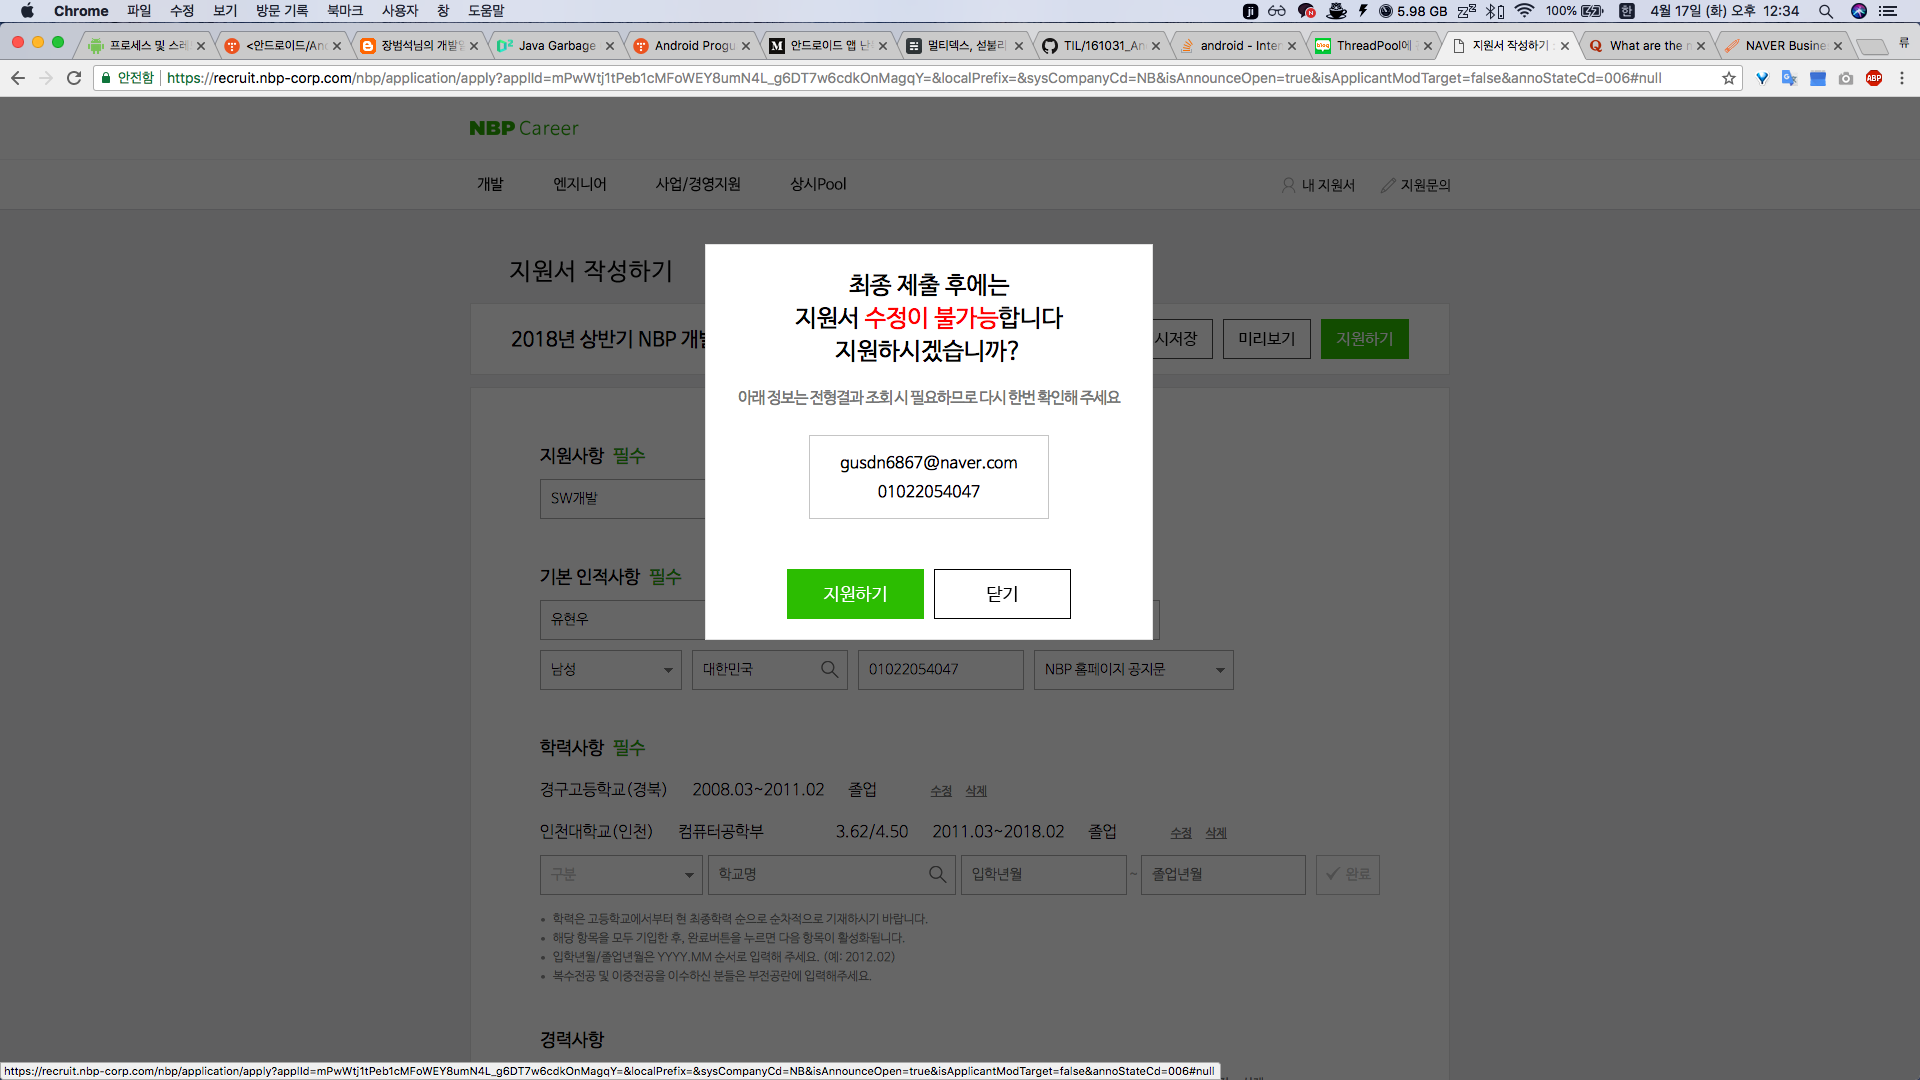 Chrome 파일 수정 보기 방문 기록 북마크 사용자 창 도움말 5.98 GB 100% 한 4월 17일 (화) 오후 12:34
프로세스 및 스레 <안드로이드/An 장범석님의 개발 Java Garbage Android Progu 안드로이드 앱 난 멀티덱스, 섣불리 TIL/161031_An android - Inter ThreadPool에 지원서 작성하기 What are the NAVER Busine 류
안전함 https://recruit.nbp-corp.com/nbp/application/apply?applId=mPwWtj1tPeb1cMFoWEY8umN4L_g6DT7w6cdkOnMagqY=&localPrefix=&sysCompanyCd=NB&isAnnounceOpen=true&isApplicantModTarget=false&annoStateCd=006#null ABP
NBP Career
개발 엔지니어 사업/경영지원 상시Pool 내 지원서 지원문의
지원서 작성하기
2018년 상반기 NBP 개발 시저장 미리보기 지원하기
최종 제출 후에는
지원서 수정이 불가능합니다
지원하시겠습니까?
아래 정보는 전형결과 조회 시 필요하므로 다시 한번 확인해 주세요
gusdn6867@naver.com
01022054047
지원하기 닫기
지원사항 필수
SW개발
기본 인적사항 필수
유현우
남성 대한민국 01022054047 NBP 홈페이지 공지문
학력사항 필수
경구고등학교(경북) 2008.03~2011.02 졸업 수정 삭제
인천대학교(인천) 컴퓨터공학부 3.62/4.50 2011.03~2018.02 졸업 수정 삭제
구분 학교명 입학년월 ~ 졸업년월 완료
• 학력은 고등학교에서부터 현 최종학력 순으로 순차적으로 기재하시기 바랍니다.
• 해당 항목을 모두 기입한 후, 완료버튼을 누르면 다음 항목이 활성화됩니다.
• 입학년월/졸업년월은 YYYY.MM 순서로 입력해 주세요. (예: 2012.02)
• 복수전공 및 이중전공을 이수하신 분들은 부전공란에 입력해주세요.
경력사항
https://recruit.nbp-corp.com/nbp/application/apply?applId=mPwWtj1tPeb1cMFoWEY8umN4L_g6DT7w6cdkOnMagqY=&localPrefix=&sysCompanyCd=NB&isAnnounceOpen=true&isApplicantModTarget=false&annoStateCd=006#null